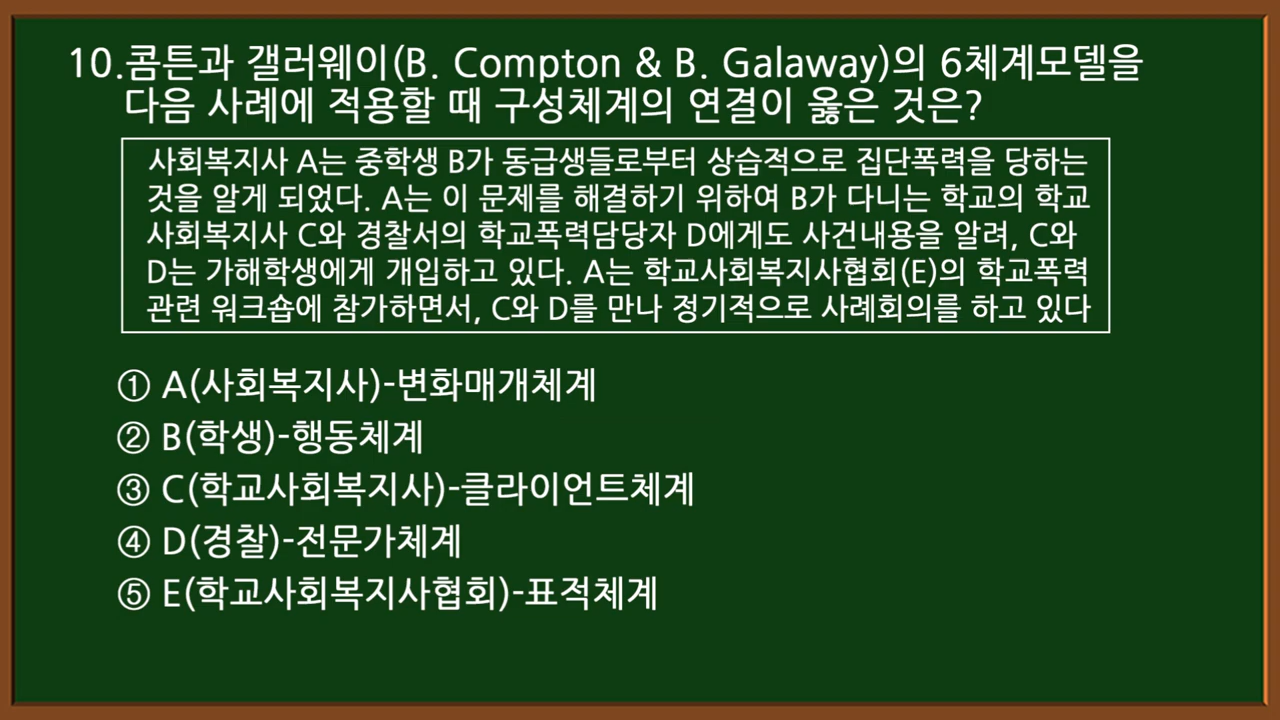 10.콤튼과 갤러웨이(B. Compton & B. Galaway)의 6체계모델을
다음 사례에 적용할 때 구성체계의 연결이 옳은 것은?
사회복지사 A는 중학생 B가 동급생들로부터 상습적으로 집단폭력을 당하는
것을 알게 되었다. A는 이 문제를 해결하기 위하여 B가 다니는 학교의 학교
사회복지사 C와 경찰서의 학교폭력담당자 D에게도 사건내용을 알려, C와
D는 가해학생에게 개입하고 있다. A는 학교사회복지사협회(E)의 학교폭력
관련 워크숍에 참가하면서, C와 D를 만나 정기적으로 사례회의를 하고 있다
① A(사회복지사)-변화매개체계
② B(학생)-행동체계
③ C(학교사회복지사)-클라이언트체계
④ D(경찰)-전문가체계
⑤ E(학교사회복지사협회)-표적체계